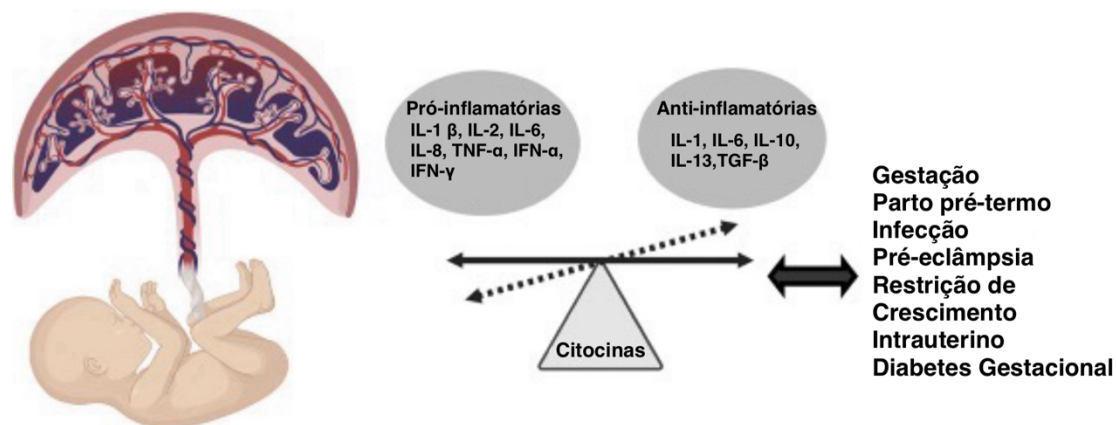 Pró-inflamatórias
IL-1 β, IL-2, IL-6,
IL-8, TNF-α, IFN-α,
IFN-γ
Anti-inflamatórias
IL-1, IL-6, IL-10,
IL-13,TGF-β
Citocinas
Gestação
Parto pré-termo
Infecção
Pré-eclâmpsia
Restrição de
Crescimento
Intrauterino
Diabetes Gestacional